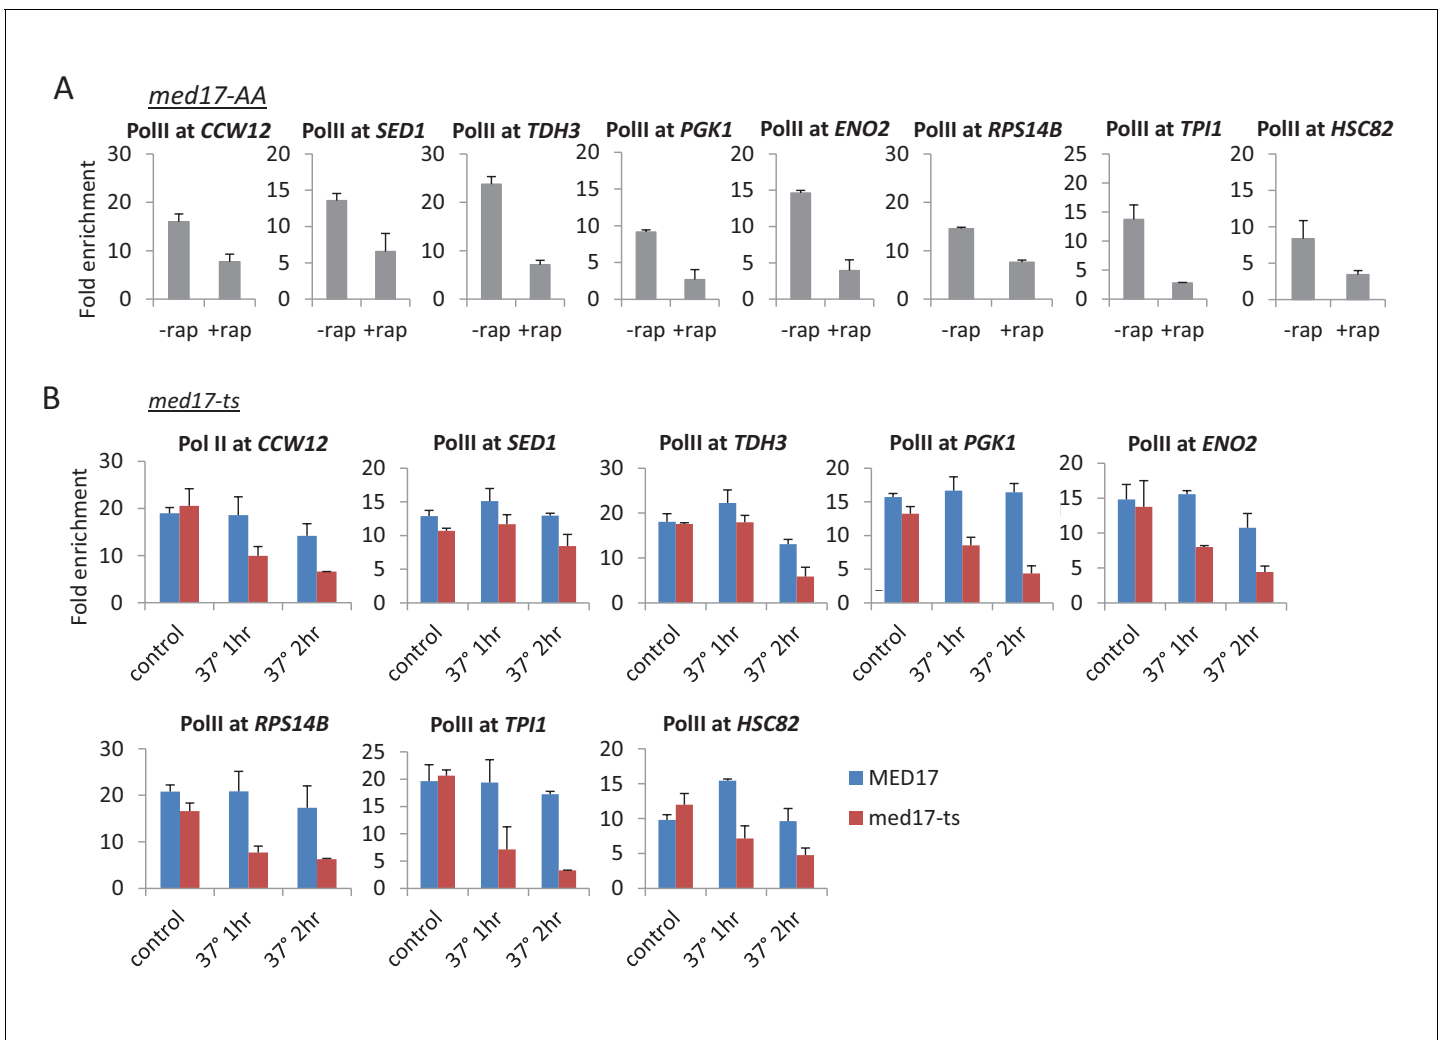 A
med17-AA
PolII at CCW12 PolII at SED1 PolII at TDH3 PolII at PGK1 PolII at ENO2 PolII at RPS14B PolII at TPI1 PolII at HSC82
Fold enrichment
30 20 10 0
20 15 10 5 0
30 20 10 0
20 15 10 5 0
20 15 10 5 0
30 20 10 0
25 20 15 10 5 0
20 15 10 5 0
-rap +rap -rap +rap -rap +rap -rap +rap -rap +rap -rap +rap -rap +rap -rap +rap
B
med17-ts
Pol II at CCW12 PolII at SED1 PolII at TDH3 PolII at PGK1 PolII at ENO2
Fold enrichment
30 20 10 0
20 15 10 5 0
30 20 10 0
20 15 10 5 0
20 15 10 5 0
control 37° 1hr 37° 2hr control 37° 1hr 37° 2hr control 37° 1hr 37° 2hr control 37° 1hr 37° 2hr control 37° 1hr 37° 2hr
PolII at RPS14B PolII at TPI1 PolII at HSC82
30 20 10 0
25 20 15 10 5 0
20 15 10 5 0
control 37° 1hr 37° 2hr control 37° 1hr 37° 2hr control 37° 1hr 37° 2hr
MED17
med17-ts